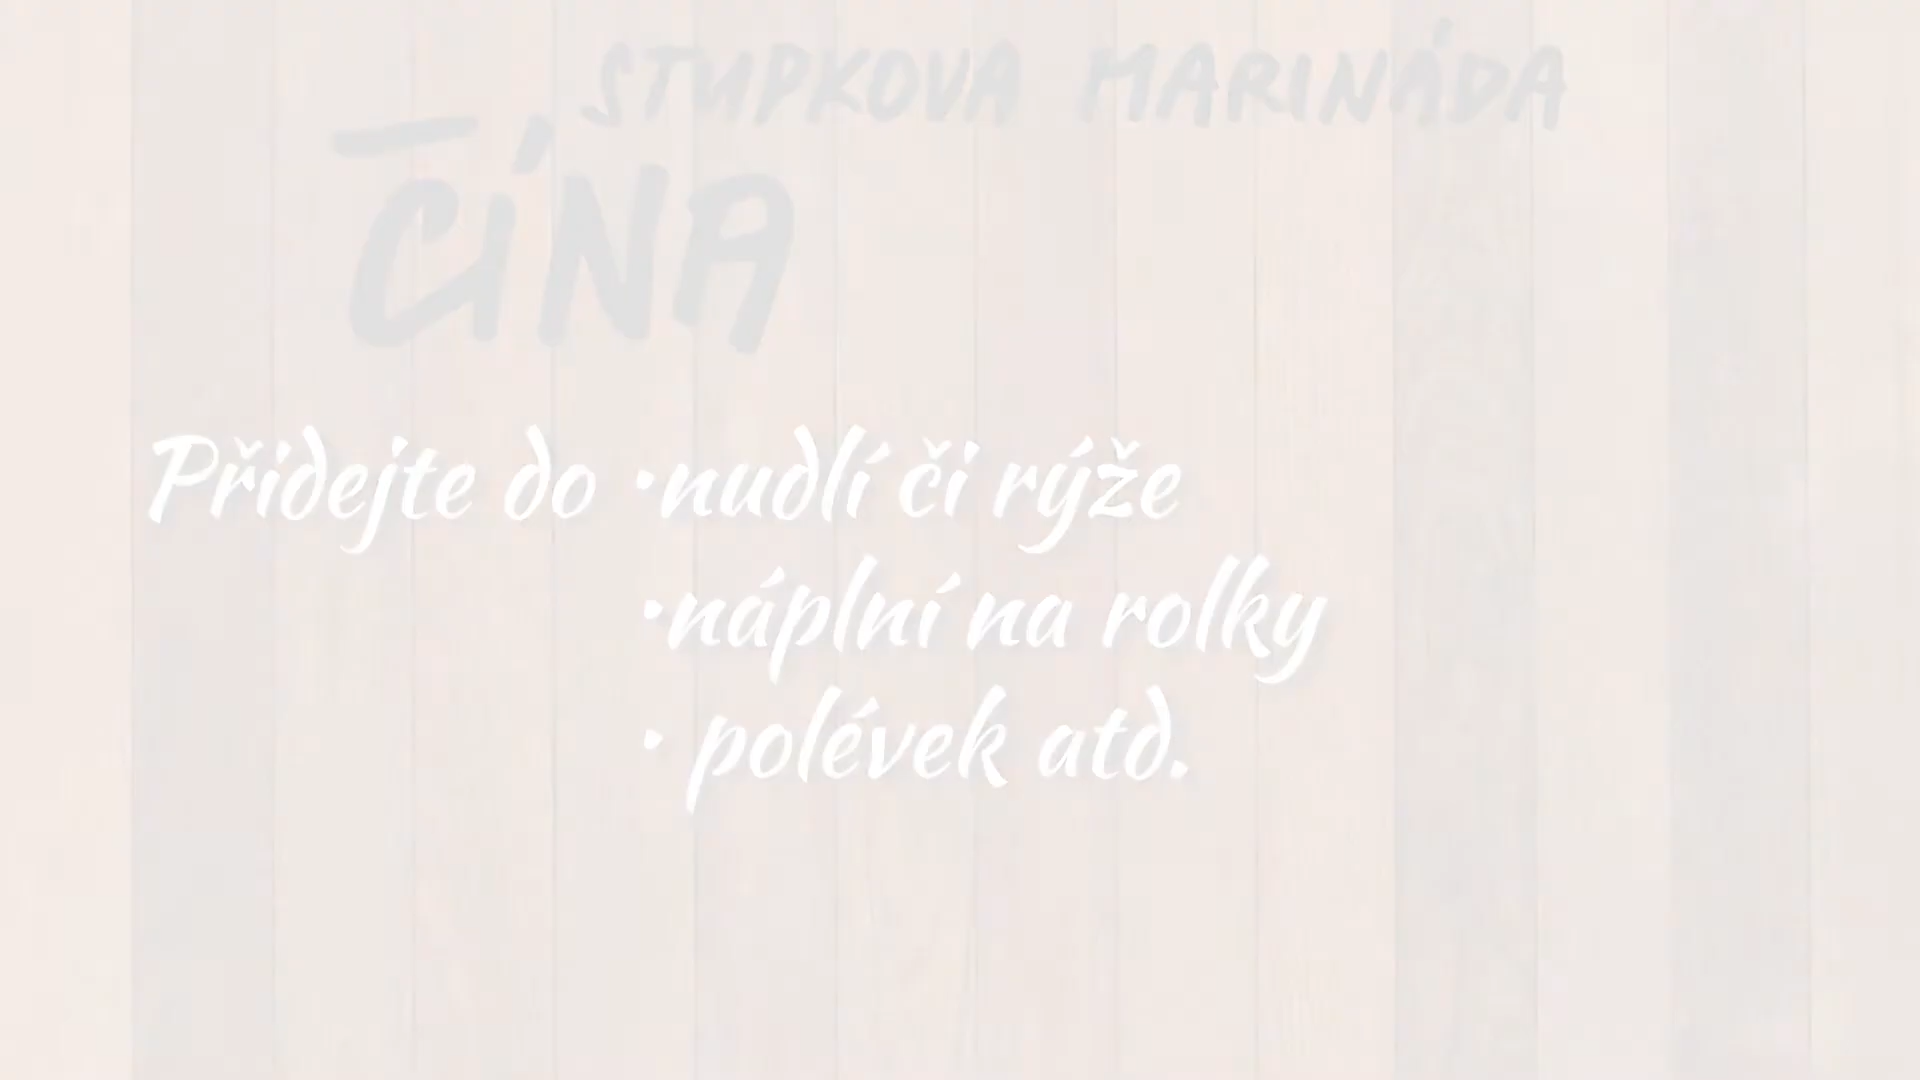 STUPKOVA MARINÁDA
ČÍNA
Přidejte do •nudlí či rýže
•náplní na rolky
• polévek atd.